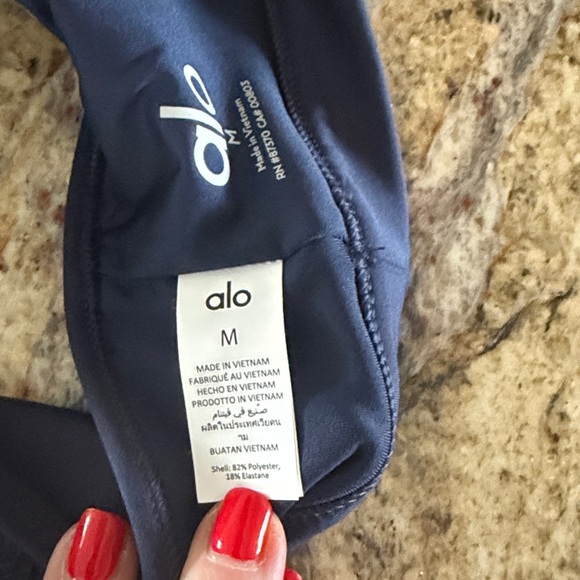 alo
M
Made in Vietnam
RN #87370 CA# 00803
alo
M
MADE IN VIETNAM
FABRIQUÉ AU VIETNAM
HECHO EN VIETNAM
PRODOTTO IN VIETNAM
صنع في فيتنام
ผลิตในประเทศเวียดน
าม
BUATAN VIETNAM
Shell: 82% Polyester,
18% Elastane